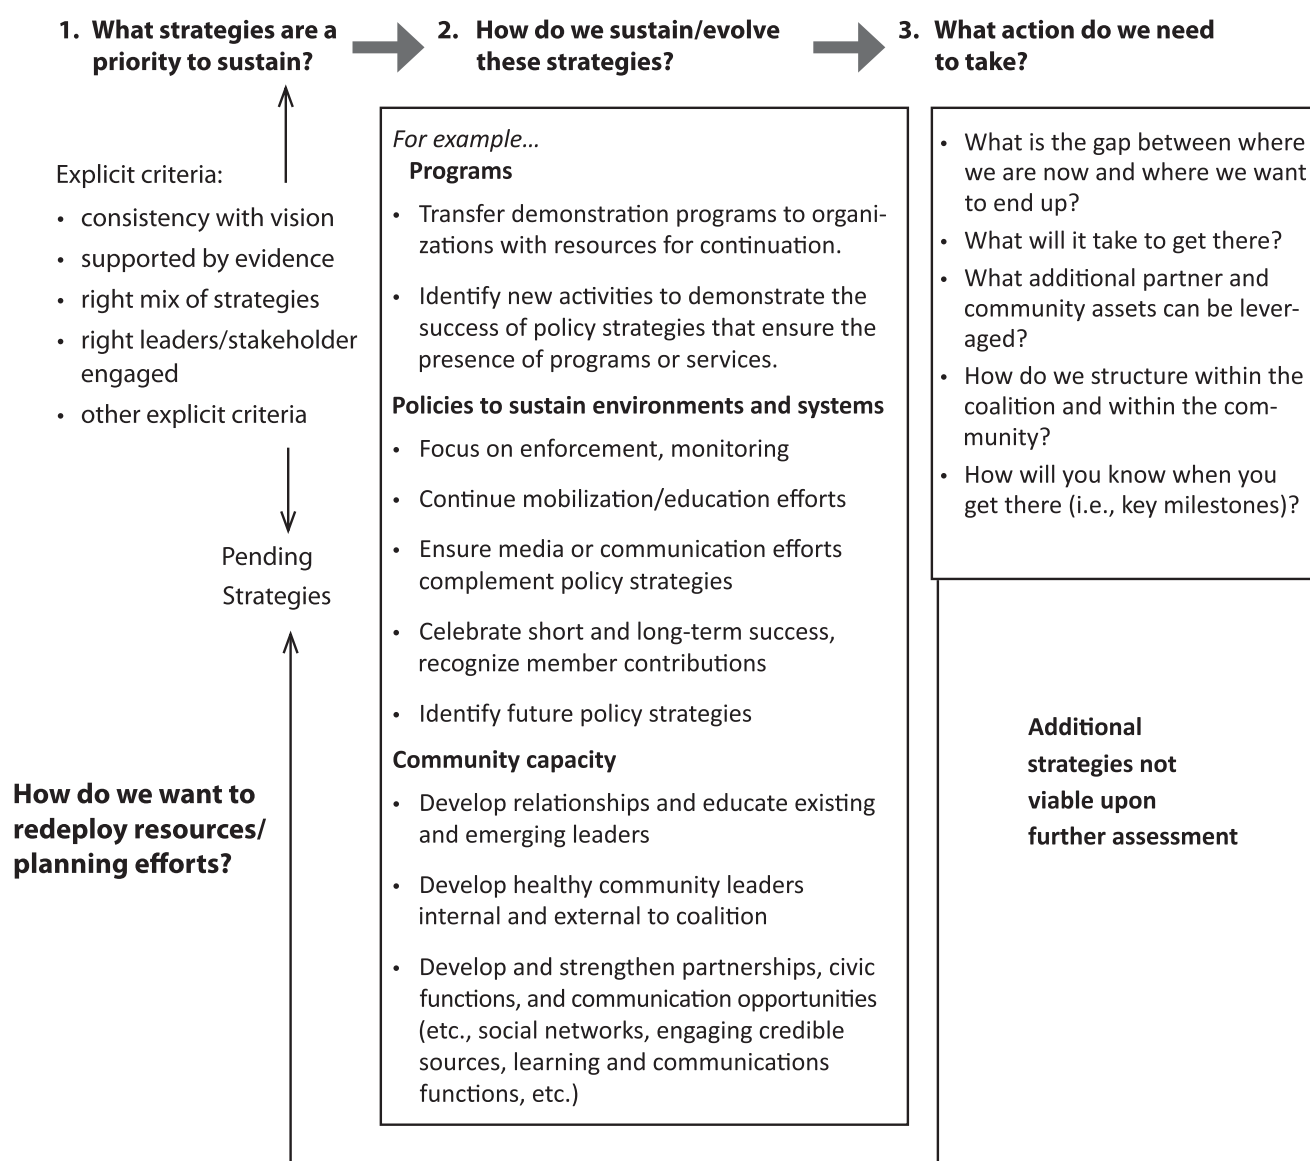 1. What strategies are a
priority to sustain?
2. How do we sustain/evolve
these strategies?
3. What action do we need
to take?
Explicit criteria:
• consistency with vision
• supported by evidence
• right mix of strategies
• right leaders/stakeholder
engaged
• other explicit criteria
Pending
Strategies
How do we want to
redeploy resources/
planning efforts?
For example...
Programs
• Transfer demonstration programs to organi-
zations with resources for continuation.
• Identify new activities to demonstrate the
success of policy strategies that ensure the
presence of programs or services.
Policies to sustain environments and systems
• Focus on enforcement, monitoring
• Continue mobilization/education efforts
• Ensure media or communication efforts
complement policy strategies
• Celebrate short and long-term success,
recognize member contributions
• Identify future policy strategies
Community capacity
• Develop relationships and educate existing
and emerging leaders
• Develop healthy community leaders
internal and external to coalition
• Develop and strengthen partnerships, civic
functions, and communication opportunities
(etc., social networks, engaging credible
sources, learning and communications
functions, etc.)
• What is the gap between where
we are now and where we want
to end up?
• What will it take to get there?
• What additional partner and
community assets can be lever-
aged?
• How do we structure within the
coalition and within the com-
munity?
• How will you know when you
get there (i.e., key milestones)?
Additional
strategies not
viable upon
further assessment